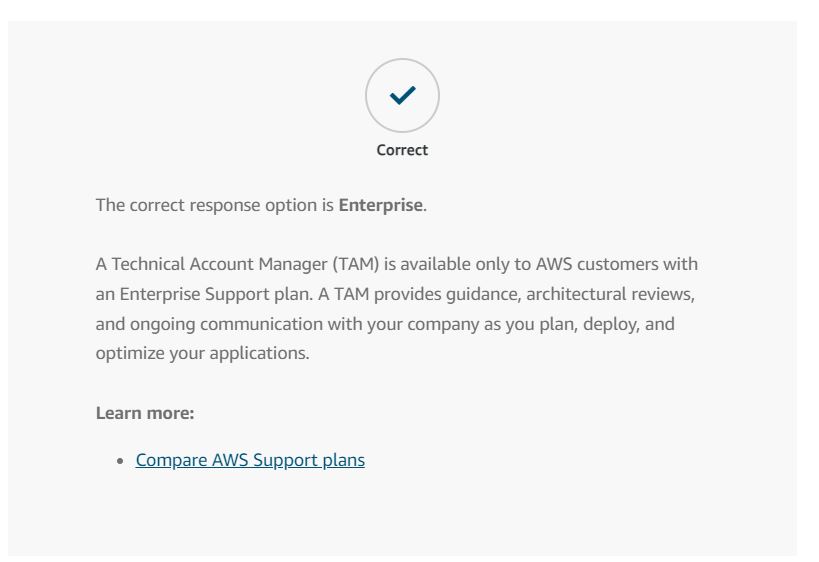 Correct
The correct response option is Enterprise.
A Technical Account Manager (TAM) is available only to AWS customers with
an Enterprise Support plan. A TAM provides guidance, architectural reviews,
and ongoing communication with your company as you plan, deploy, and
optimize your applications.
Learn more:
• Compare AWS Support plans